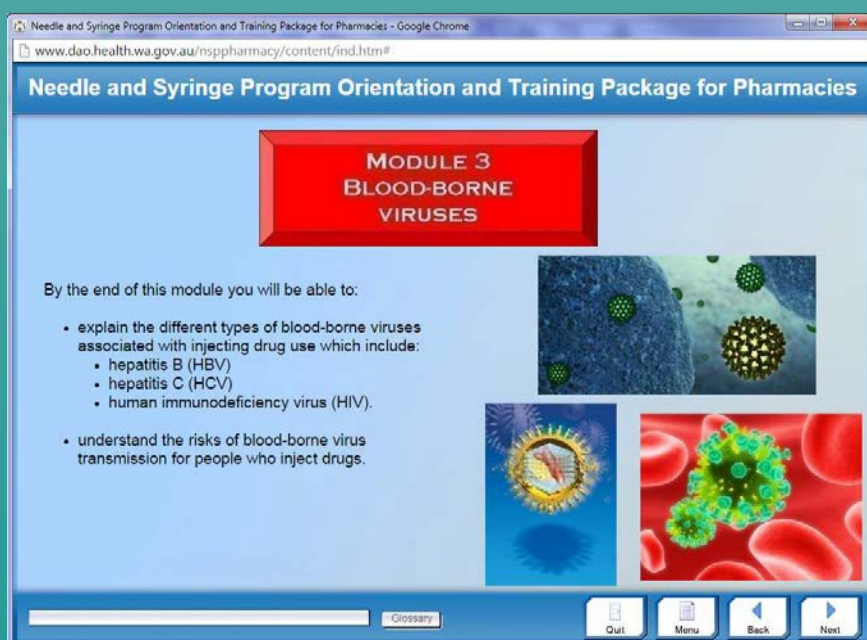 Needle and Syringe Program Orientation and Training Package for Pharmacies - Google Chrome
www.dao.health.wa.gov.au/nsppharmacy/content/ind.htm#
Needle and Syringe Program Orientation and Training Package for Pharmacies
MODULE 3
BLOOD-BORNE
VIRUSES
By the end of this module you will be able to:
• explain the different types of blood-borne viruses
associated with injecting drug use which include:
• hepatitis B (HBV)
• hepatitis C (HCV)
• human immunodeficiency virus (HIV).
• understand the risks of blood-borne virus
transmission for people who inject drugs.
Glossary
Quit Menu Back Next